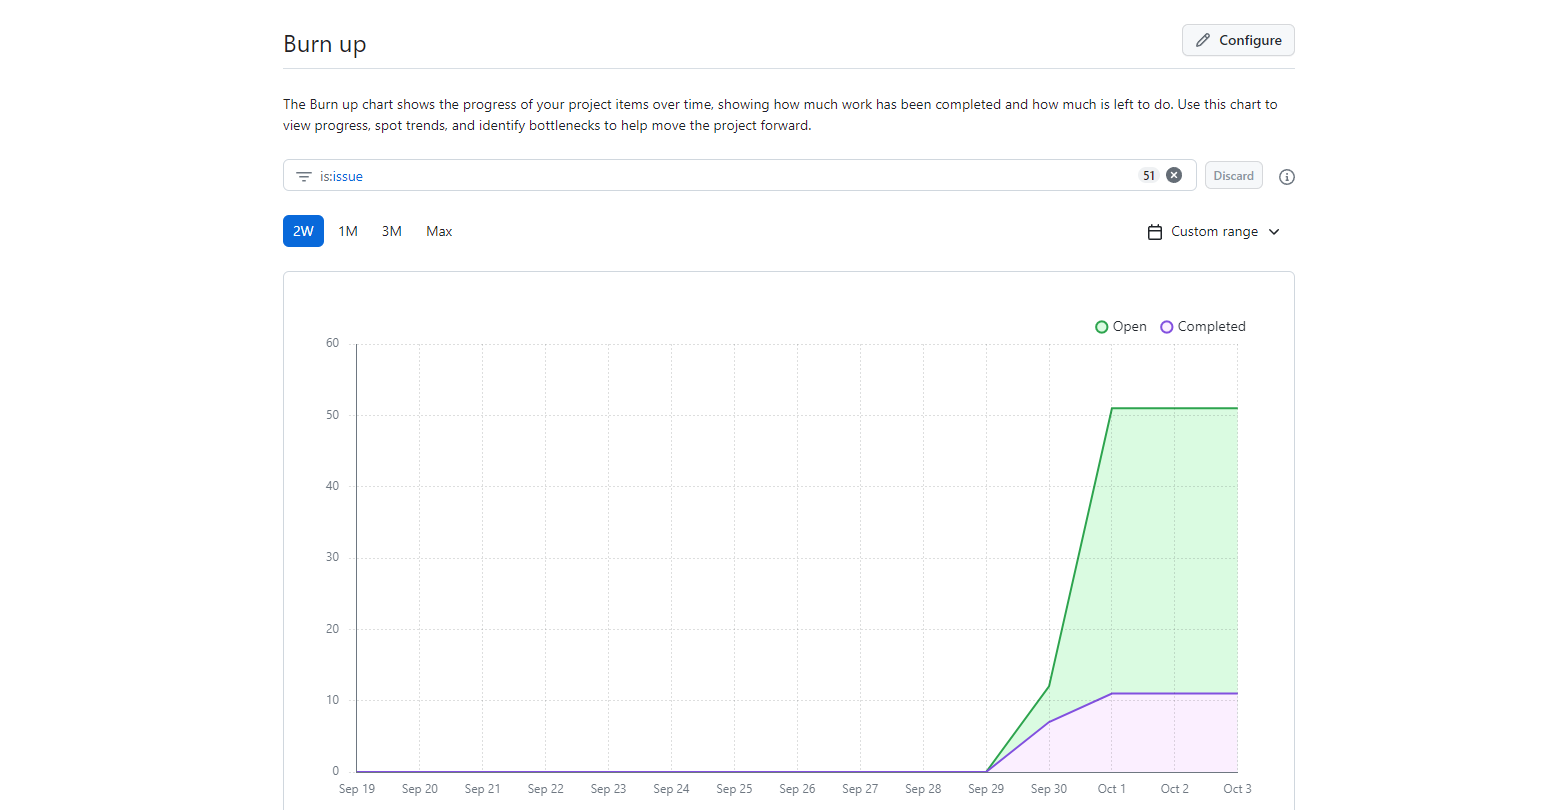 Burn up
Configure
The Burn up chart shows the progress of your project items over time, showing how much work has been completed and how much is left to do. Use this chart to
view progress, spot trends, and identify bottlenecks to help move the project forward.
is:issue
51
Discard
2W 1M 3M Max
Custom range
Open Completed
60
50
40
30
20
10
0
Sep 19 Sep 20 Sep 21 Sep 22 Sep 23 Sep 24 Sep 25 Sep 26 Sep 27 Sep 28 Sep 29 Sep 30 Oct 1 Oct 2 Oct 3